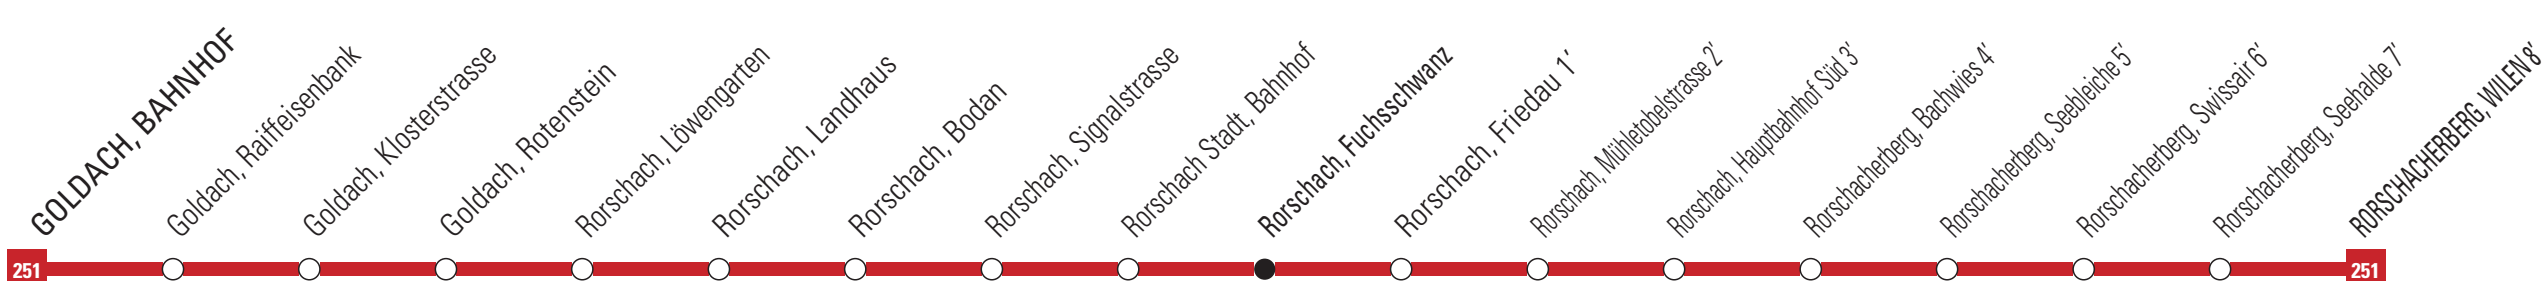 GOLDACH, BAHNHOF
Goldach, Raiffeisenbank
Goldach, Klosterstrasse
Goldach, Rotenstein
Rorschach, Löwengarten
Rorschach, Landhaus
Rorschach, Bodan
Rorschach, Signalstrasse
Rorschach Stadt, Bahnhof
Rorschach, Fuchsschwanz
Rorschach, Friedau 1'
Rorschach, Mühletobelstrasse 2'
Rorschach, Hauptbahnhof Süd 3'
Rorschacherberg, Bachwies 4'
Rorschacherberg, Seebleiche 5'
Rorschacherberg, Swissair 6'
Rorschacherberg, Seehalde 7'
RORSCHACHERBERG, WILEN 8'
251
251